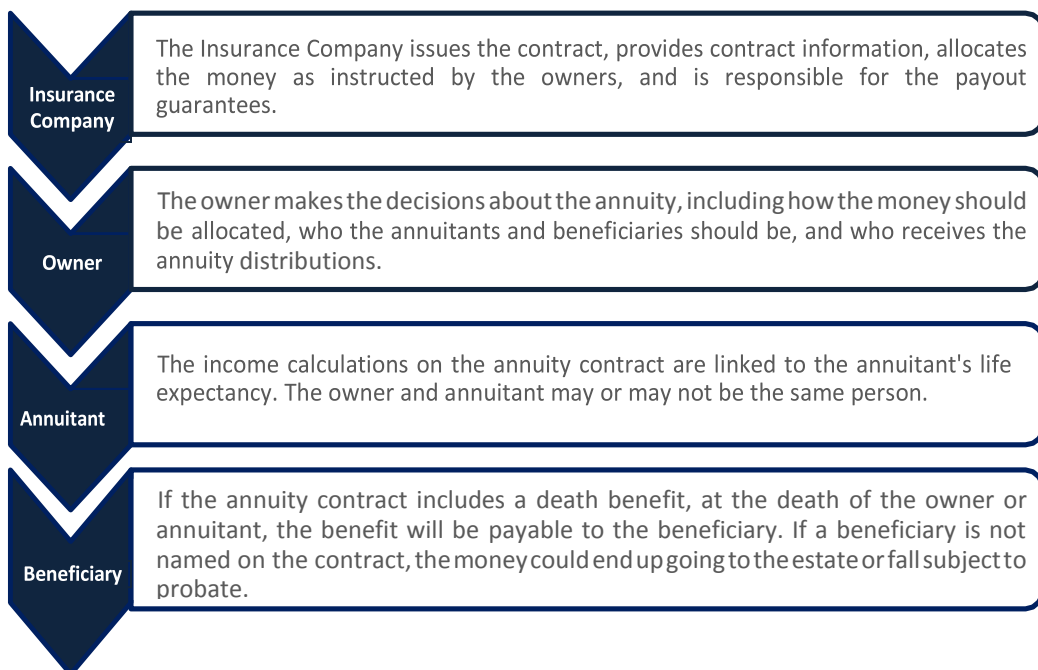 Insurance
Company
The Insurance Company issues the contract, provides contract information, allocates
the money as instructed by the owners, and is responsible for the payout
guarantees.
Owner
The owner makes the decisions about the annuity, including how the money should
be allocated, who the annuitants and beneficiaries should be, and who receives the
annuity distributions.
Annuitant
The income calculations on the annuity contract are linked to the annuitant's life
expectancy. The owner and annuitant may or may not be the same person.
Beneficiary
If the annuity contract includes a death benefit, at the death of the owner or
annuitant, the benefit will be payable to the beneficiary. If a beneficiary is not
named on the contract, the money could end up going to the estate or fall subject to
probate.